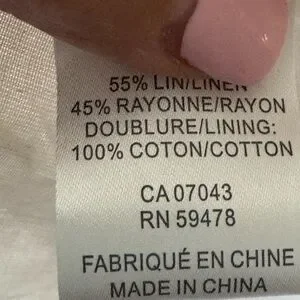 55% LIN/LINEN
45% RAYONNE/RAYON
DOUBLURE/LINING:
100% COTON/COTTON
CA 07043
RN 59478
FABRIQUÉ EN CHINE
MADE IN CHINA